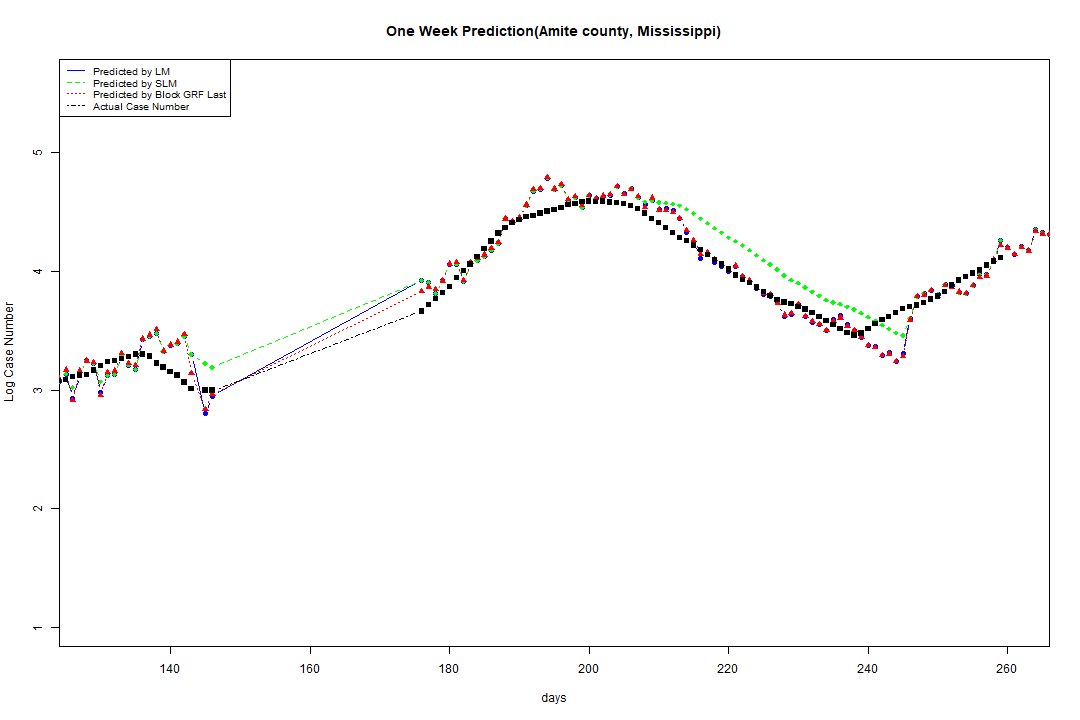 One Week Prediction(Amite county, Mississippi)
Predicted by LM
Predicted by SLM
Predicted by Block GRF Last
Actual Case Number
5
4
3
2
1
Log Case Number
140 160 180 200 220 240 260
days